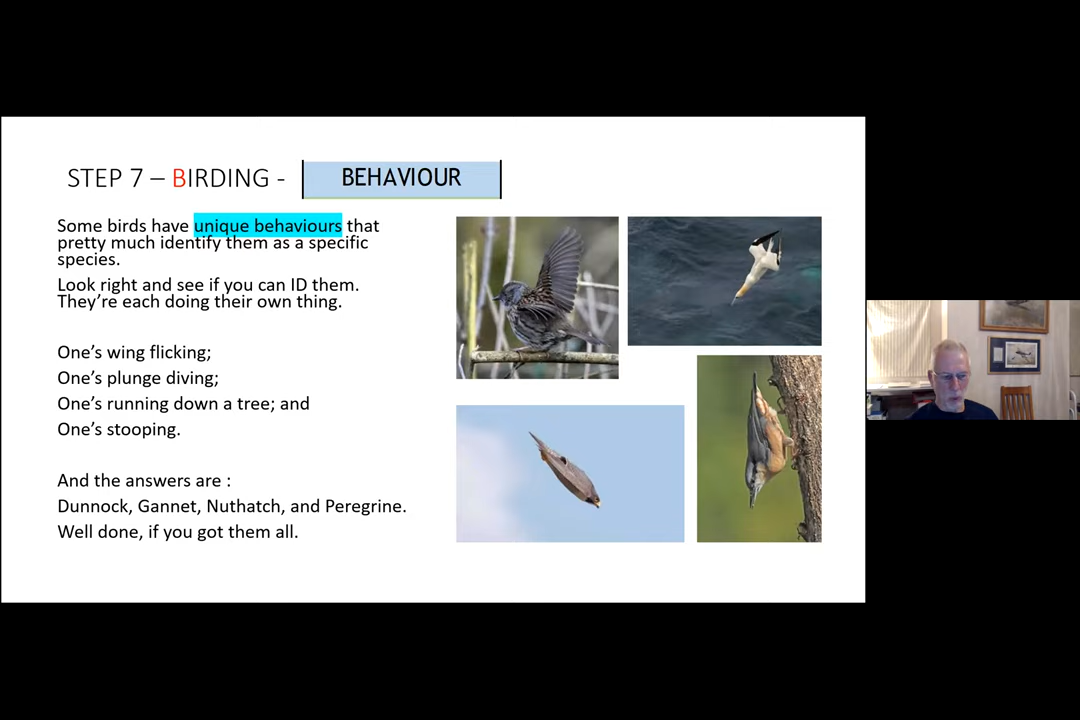 STEP 7 – BIRDING - BEHAVIOUR
Some birds have unique behaviours that
pretty much identify them as a specific
species.
Look right and see if you can ID them.
They're each doing their own thing.
One's wing flicking;
One's plunge diving;
One's running down a tree; and
One's stooping.
And the answers are :
Dunnock, Gannet, Nuthatch, and Peregrine.
Well done, if you got them all.